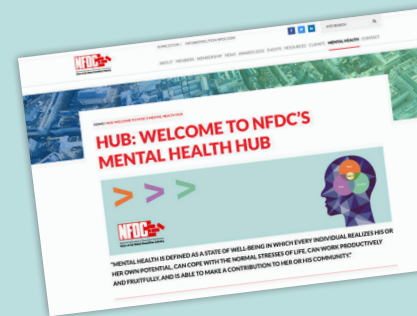 SITE SEARCH
NFDC
ABOUT MEMBERS MEMBERSHIP NEWS AWARDS 2022 EVENTS RESOURCES CLIENTS MENTAL HEALTH CONTACT
HUB: WELCOME TO NFDC'S
MENTAL HEALTH HUB
NFDC
"MENTAL HEALTH IS DEFINED AS A STATE OF WELL-BEING IN WHICH EVERY INDIVIDUAL REALIZES HIS OR
HER OWN POTENTIAL, CAN COPE WITH THE NORMAL STRESSES OF LIFE, CAN WORK PRODUCTIVELY
AND FRUITFULLY, AND IS ABLE TO MAKE A CONTRIBUTION TO HER OR HIS COMMUNITY."